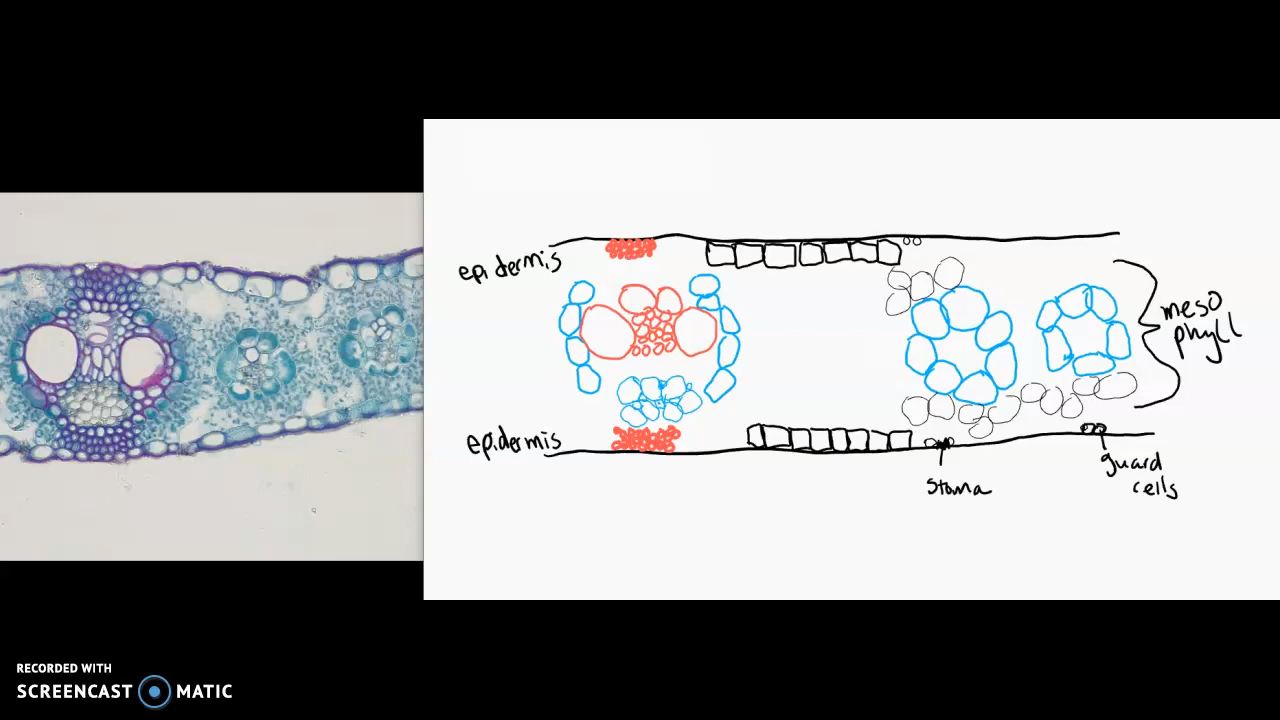 epidermis
meso
phyll
epidermis
stoma
guard
cells
RECORDED WITH
SCREENCAST MATIC